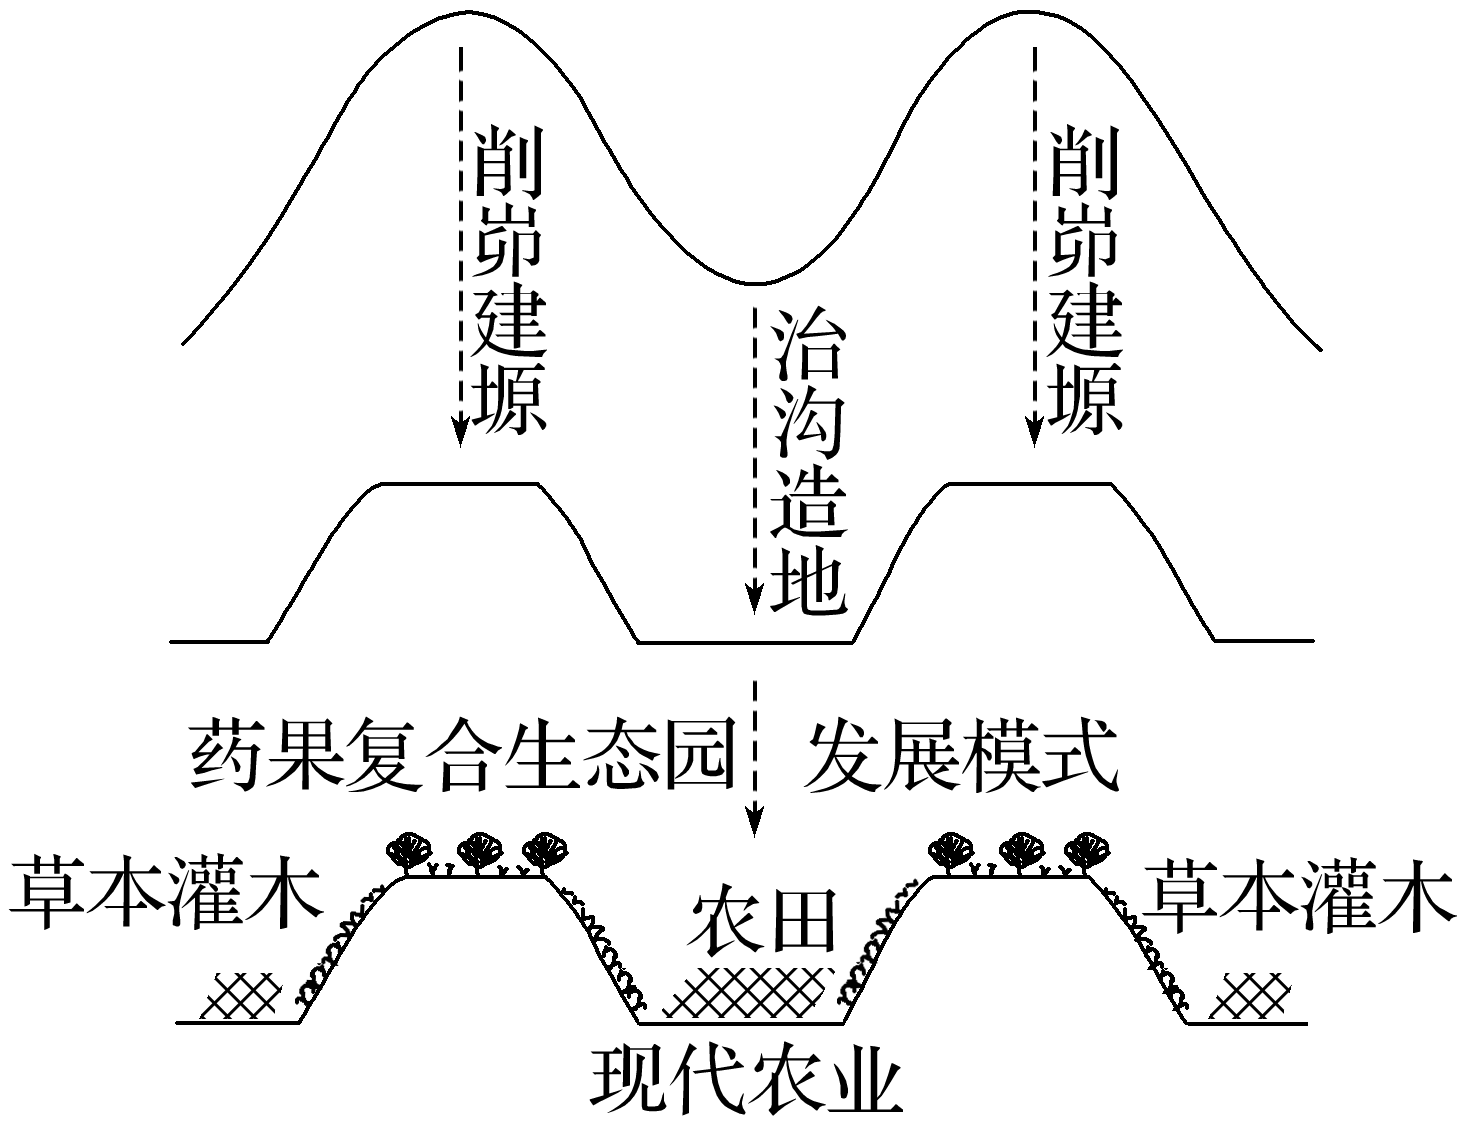 削峁建塬
削峁建塬
治沟造地
药果复合生态园
发展模式
草本灌木
农田
草本灌木
现代农业